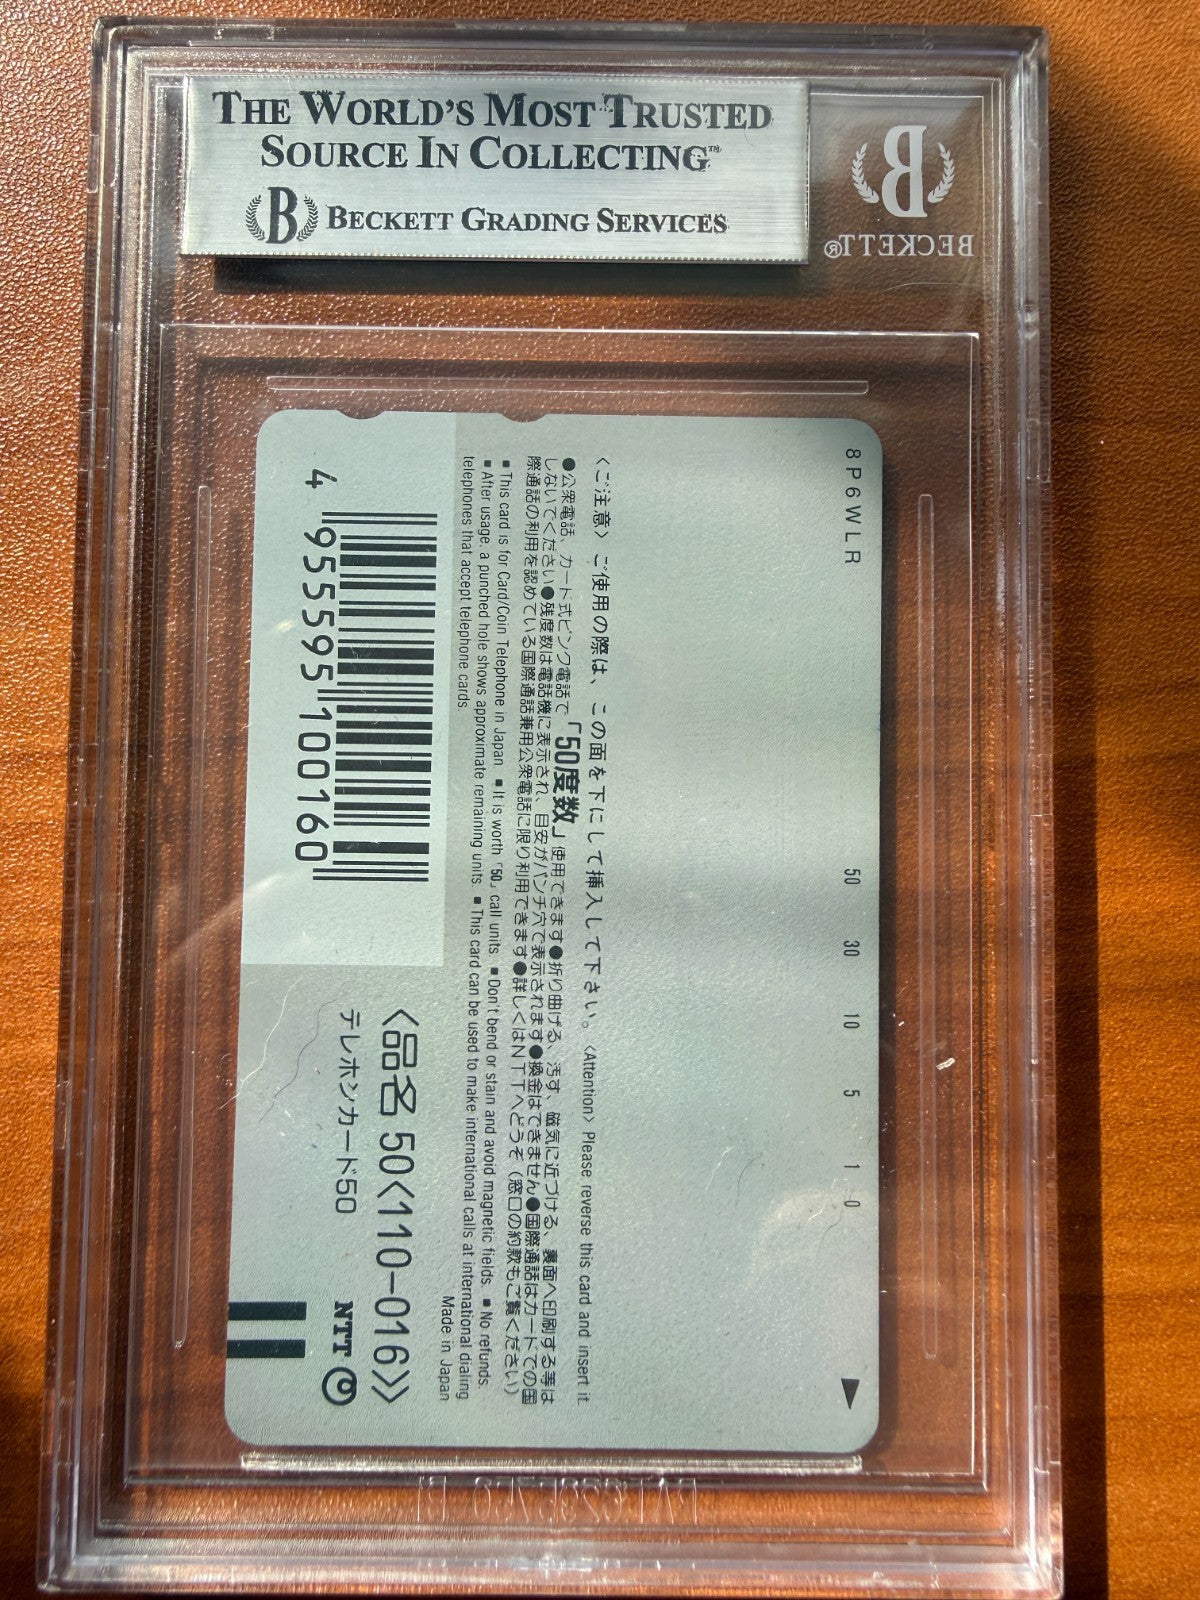 THE WORLD'S MOST TRUSTED
SOURCE IN COLLECTING™
B BECKETT GRADING SERVICES
B
BECKETT®
8P6WLR
50 30 10 5 1 0
〈ご注意〉ご使用の際は、この面を下にして挿入して下さい。〈Attention〉Please reverse this card and insert it.
●公衆電話、カード式ピンク電話で「50度数」使用できます●折り曲げる、汚す、磁気に近づける、裏面へ印刷する等は
しないでください●残度数は電話機に表示され、目安がパンチ穴で表示されます●換金はできません●国際通話はカードでの国
際通話の利用を認めている国際通話兼用公衆電話に限り利用できます●詳しくはNTTへどうぞ(窓口の約款もご覧ください)
■This card is for Card/Coin Telephone in Japan. ■It is worth「50」call units. ■Don't bend or stain and avoid magnetic fields. ■No refunds.
■After usage, a punched hole shows approximate remaining units. ■This card can be used to make international calls at international dialing
telephones that accept telephone cards.
Made in Japan
4 955595 100160
〈品名 50〈110-016〉〉
テレホンカード50
NTT